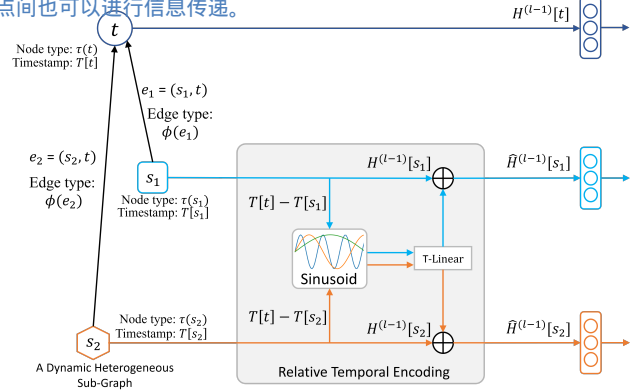 点间也可以进行信息传递。
t
H^{(l-1)}[t]
Node type: τ(t)
Timestamp: T[t]
e_1 = (s_1, t)
Edge type:
ϕ(e_1)
e_2 = (s_2, t)
Edge type:
ϕ(e_2)
s_1
H^{(l-1)}[s_1]
Ĥ^{(l-1)}[s_1]
Node type: τ(s_1)
Timestamp: T[s_1]
T[t] − T[s_1]
Sinusoid
T-Linear
T[t] − T[s_2]
Node type: τ(s_2)
Timestamp: T[s_2]
s_2
H^{(l-1)}[s_2]
Ĥ^{(l-1)}[s_2]
A Dynamic Heterogeneous
Sub-Graph
Relative Temporal Encoding